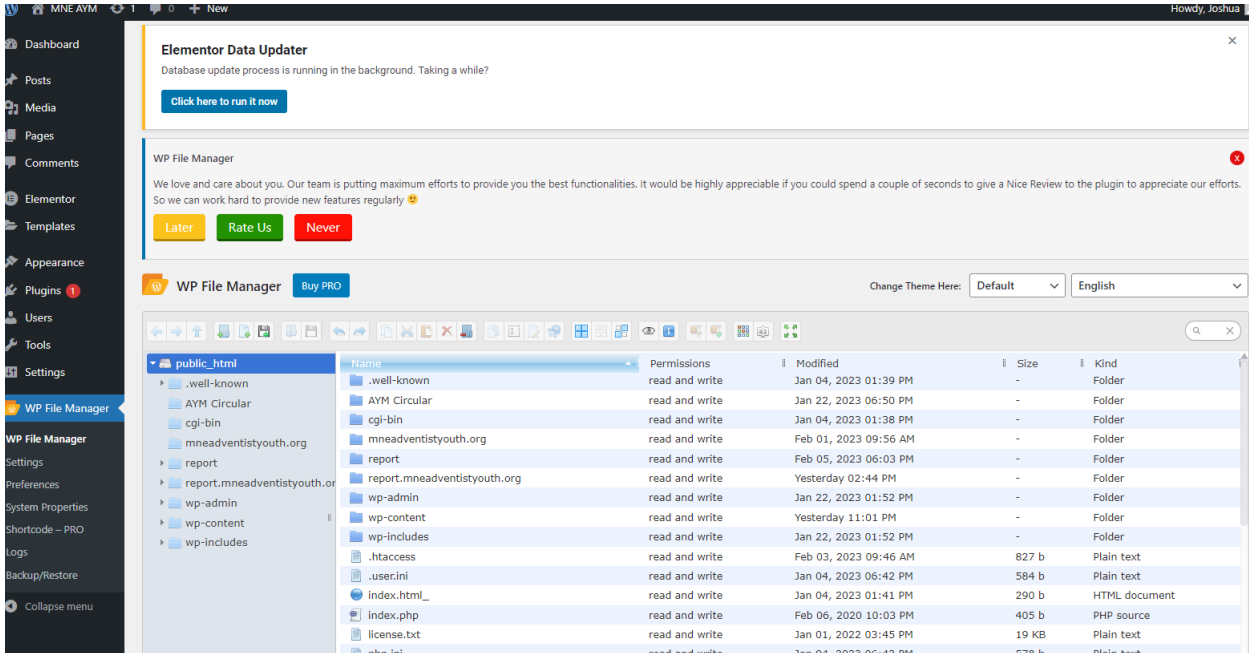 MNE AYM 1 0 + New Howdy, Joshua
Dashboard
Posts
Media
Pages
Comments
Elementor
Templates
Appearance
Plugins 1
Users
Tools
Settings
WP File Manager
WP File Manager
Settings
Preferences
System Properties
Shortcode – PRO
Logs
Backup/Restore
Collapse menu
Elementor Data Updater
Database update process is running in the background. Taking a while?
Click here to run it now
WP File Manager
We love and care about you. Our team is putting maximum efforts to provide you the best functionalities. It would be highly appreciable if you could spend a couple of seconds to give a Nice Review to the plugin to appreciate our efforts.
So we can work hard to provide new features regularly 🙂
Later Rate Us Never
WP File Manager Buy PRO Change Theme Here: Default English
public_html
.well-known
AYM Circular
cgi-bin
mneadventistyouth.org
report
report.mneadventistyouth.or
wp-admin
wp-content
wp-includes
Name Permissions Modified Size Kind
.well-known read and write Jan 04, 2023 01:39 PM - Folder
AYM Circular read and write Jan 22, 2023 06:50 PM - Folder
cgi-bin read and write Jan 04, 2023 01:38 PM - Folder
mneadventistyouth.org read and write Feb 01, 2023 09:56 AM - Folder
report read and write Feb 05, 2023 06:03 PM - Folder
report.mneadventistyouth.org read and write Yesterday 02:44 PM - Folder
wp-admin read and write Jan 22, 2023 01:52 PM - Folder
wp-content read and write Yesterday 11:01 PM - Folder
wp-includes read and write Jan 22, 2023 01:52 PM - Folder
.htaccess read and write Feb 03, 2023 09:46 AM 827 b Plain text
.user.ini read and write Jan 04, 2023 06:42 PM 584 b Plain text
index.html_ read and write Jan 04, 2023 01:41 PM 290 b HTML document
index.php read and write Feb 06, 2020 10:03 PM 405 b PHP source
license.txt read and write Jan 01, 2022 03:45 PM 19 KB Plain text
php.ini read and write Jan 04, 2023 06:42 PM 578 b Plain text